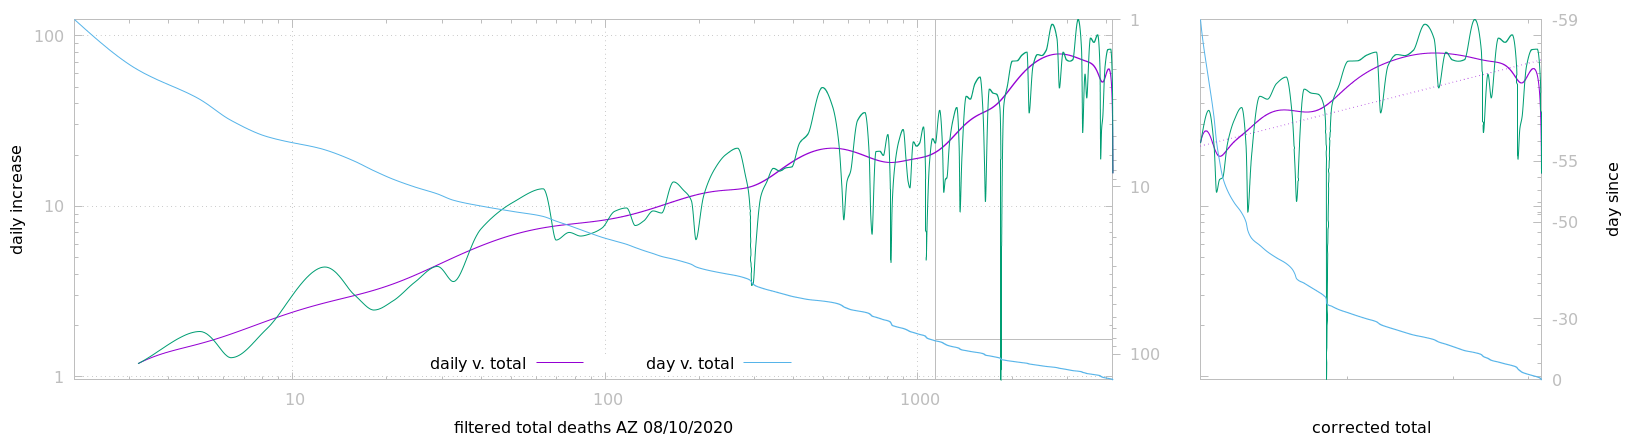 100
10
1
daily increase
daily v. total
day v. total
10
100
1000
filtered total deaths AZ 08/10/2020
1
10
100
-59
-55
-50
-30
0
day since
corrected total